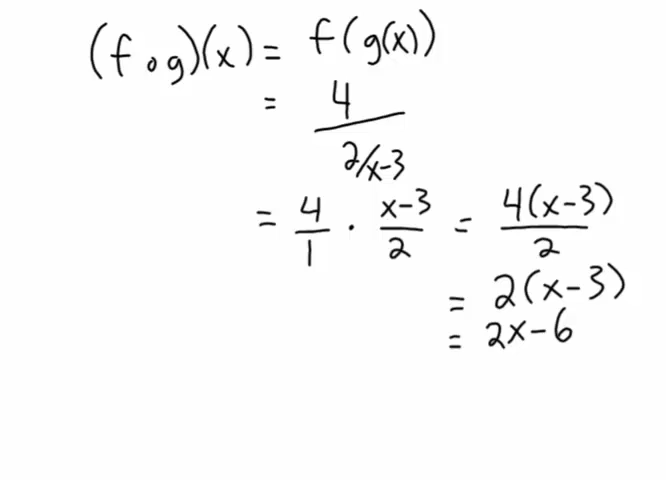 (f∘g)(x) = f(g(x))
= 4 / (2/x-3)
= 4/1 · (x-3)/2 = 4(x-3)/2
= 2(x-3)
= 2x-6